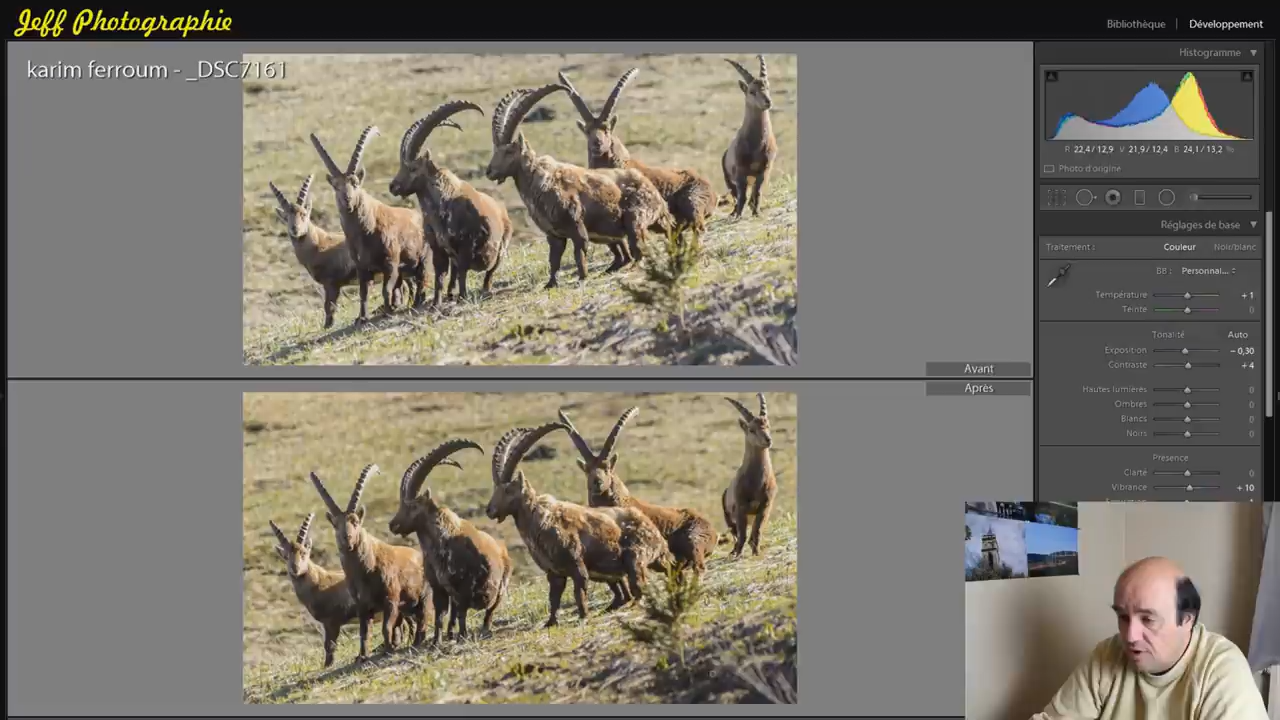 Jeff Photographie
Bibliothèque | Développement
karim ferroum - _DSC7161
Histogramme
R 22,4/12,9 V 21,9/12,4 B 24,1/13,2 %
Photo d'origine
Réglages de base
Traitement : Couleur Noir/blanc
BB : Personnal...
Température +1
Teinte 0
Tonalité Auto
Exposition -0,30
Contraste +4
Avant
Après
Hautes lumières 0
Ombres 0
Blancs 0
Noirs 0
Presence
Clarté 0
Vibrance +10